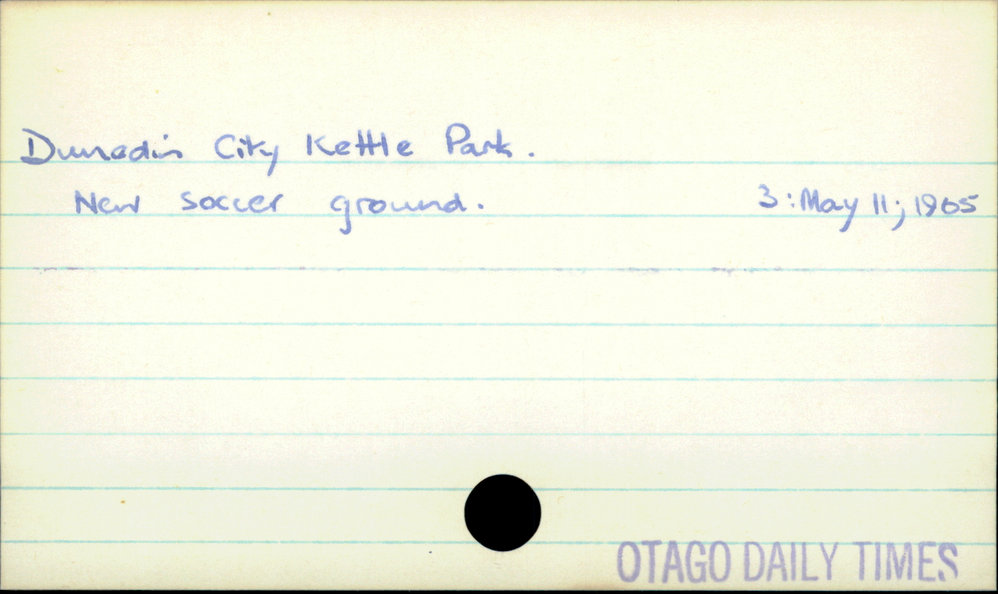 Dunedin City Kettle Park.
New soccer ground. 3: May 11; 1965
OTAGO DAILY TIMES